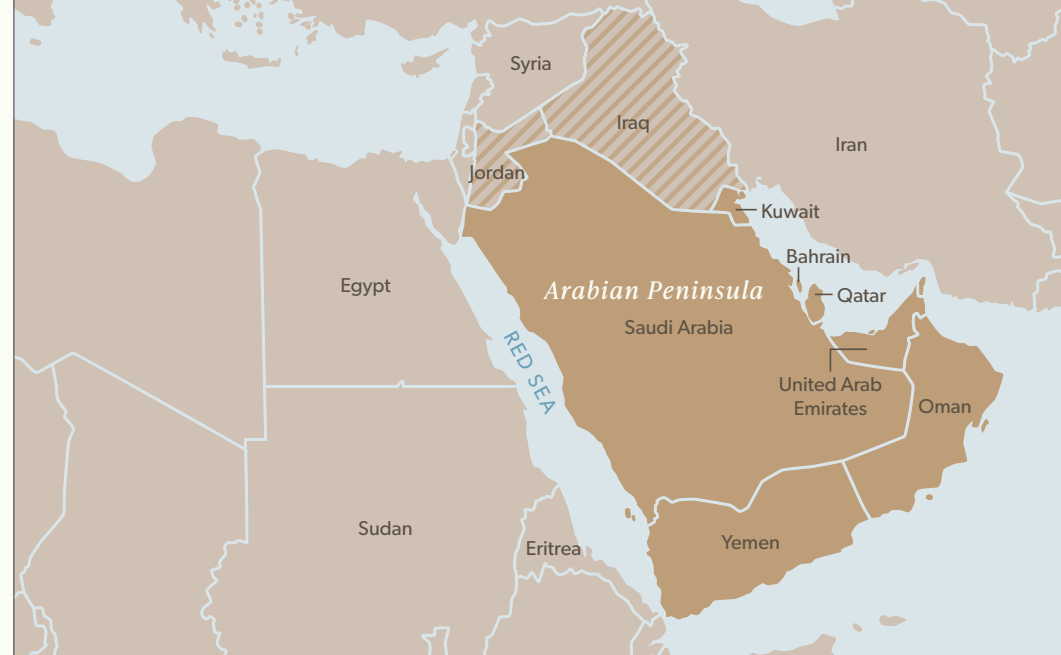 Syria
Iraq
Iran
Jordan
Kuwait
Bahrain
Egypt
Arabian Peninsula
Qatar
Saudi Arabia
RED SEA
United Arab
Emirates
Oman
Sudan
Eritrea
Yemen